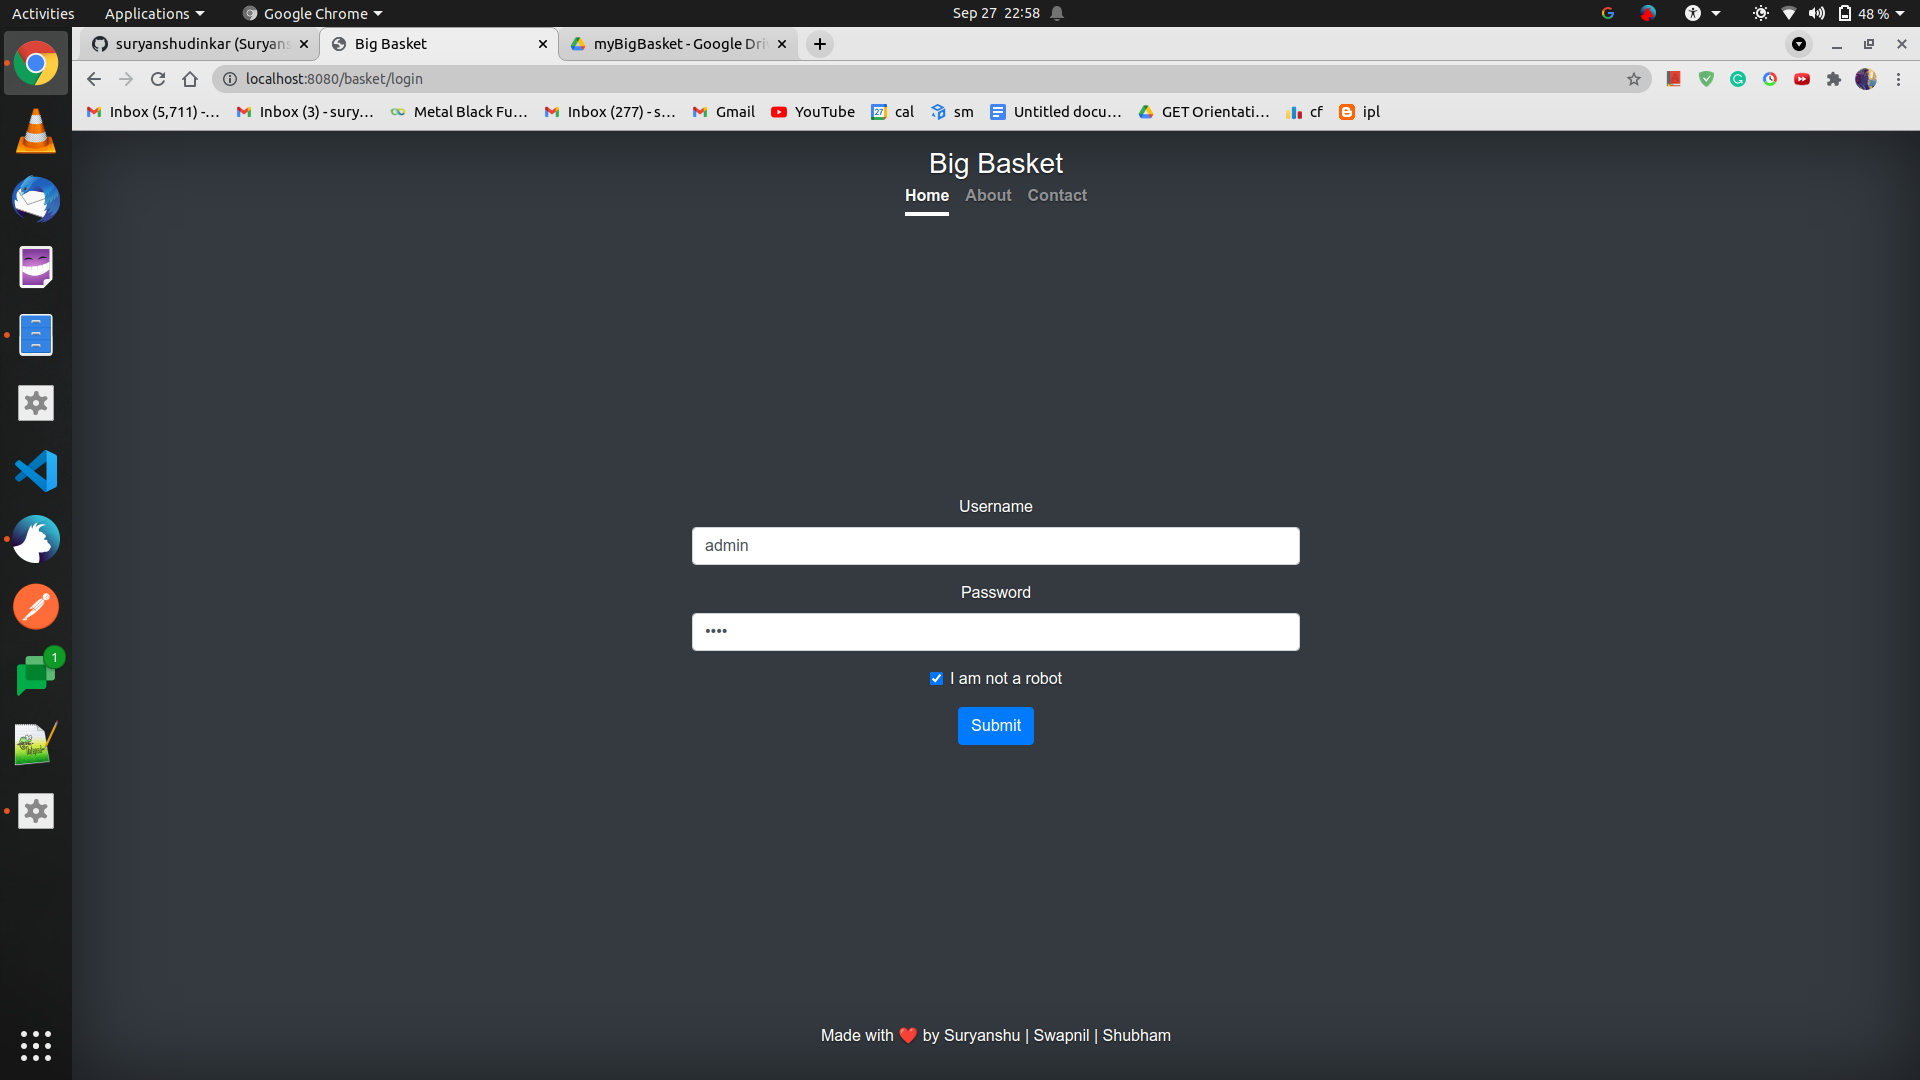 Activities Applications Google Chrome Sep 27 22:58 48 %
suryanshudinkar (Suryans Big Basket myBigBasket - Google Dri
localhost:8080/basket/login
Inbox (5,711) -... Inbox (3) - sury... Metal Black Fu... Inbox (277) - s... Gmail YouTube cal sm Untitled docu... GET Orientati... cf ipl
Big Basket
Home About Contact
Username
admin
Password
••••
I am not a robot
Submit
1
Made with ❤️ by Suryanshu | Swapnil | Shubham